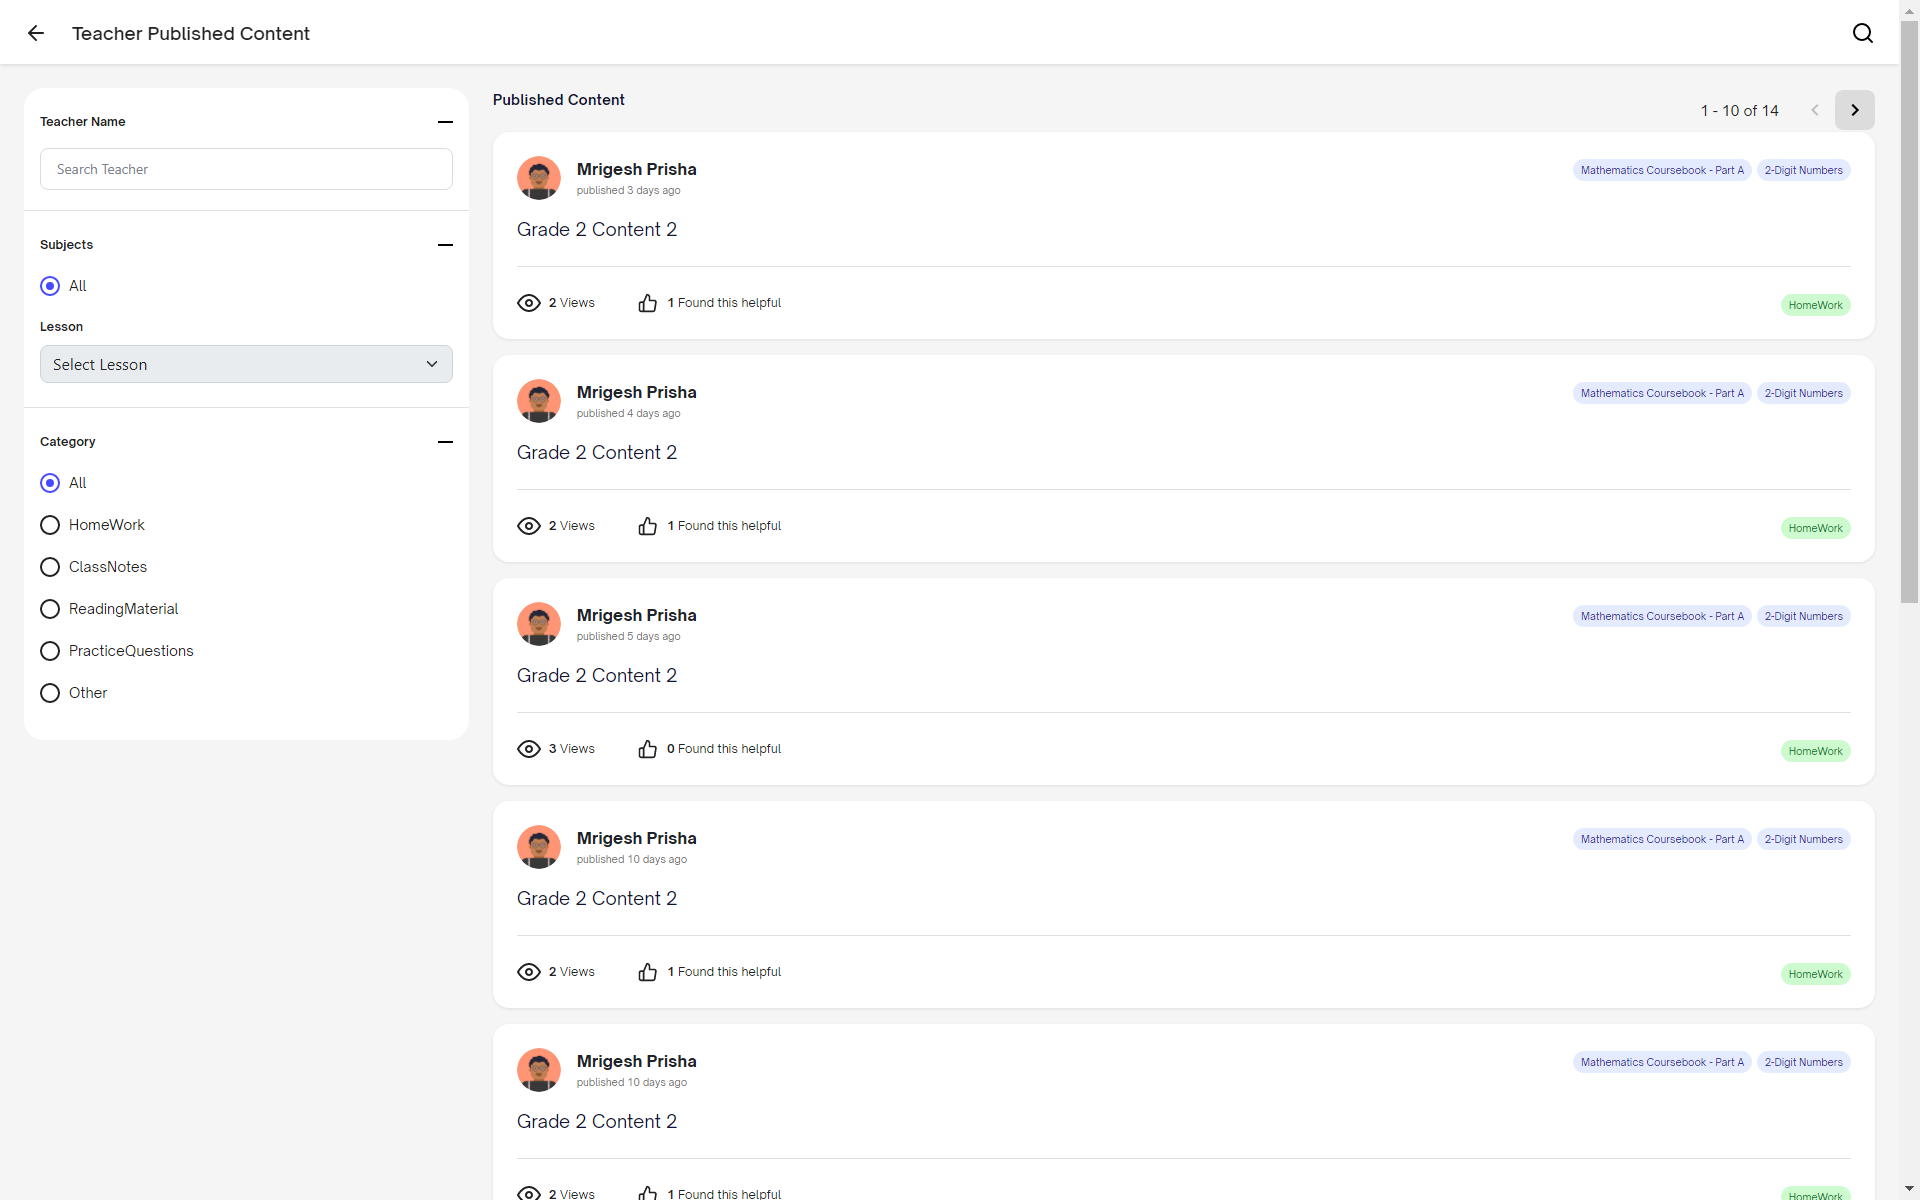 Teacher Published Content
Teacher Name
Search Teacher
Subjects
All
Lesson
Select Lesson
Category
All
HomeWork
ClassNotes
ReadingMaterial
PracticeQuestions
Other
Published Content
1 - 10 of 14
Mrigesh Prisha
published 3 days ago
Mathematics Coursebook - Part A 2-Digit Numbers
Grade 2 Content 2
2 Views 1 Found this helpful
HomeWork
Mrigesh Prisha
published 4 days ago
Mathematics Coursebook - Part A 2-Digit Numbers
Grade 2 Content 2
2 Views 1 Found this helpful
HomeWork
Mrigesh Prisha
published 5 days ago
Mathematics Coursebook - Part A 2-Digit Numbers
Grade 2 Content 2
3 Views 0 Found this helpful
HomeWork
Mrigesh Prisha
published 10 days ago
Mathematics Coursebook - Part A 2-Digit Numbers
Grade 2 Content 2
2 Views 1 Found this helpful
HomeWork
Mrigesh Prisha
published 10 days ago
Mathematics Coursebook - Part A 2-Digit Numbers
Grade 2 Content 2
2 Views 1 Found this helpful
HomeWork